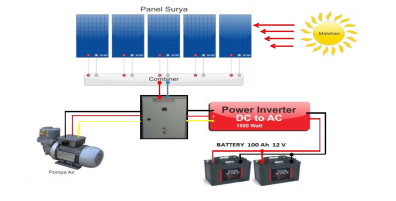 Panel Surya
Matahari
Combiner
Power Inverter
DC to AC
1500 Watt
BATTERY 100 Ah 12 V
Pompa Air